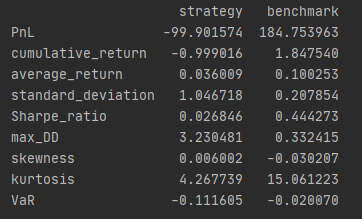 strategy benchmark
PnL -99.901574 184.753963
cumulative_return -0.999016 1.847540
average_return 0.036009 0.100253
standard_deviation 1.046718 0.207854
Sharpe_ratio 0.026846 0.444273
max_DD 3.230481 0.332415
skewness 0.006002 -0.030207
kurtosis 4.267739 15.061223
VaR -0.111605 -0.020070